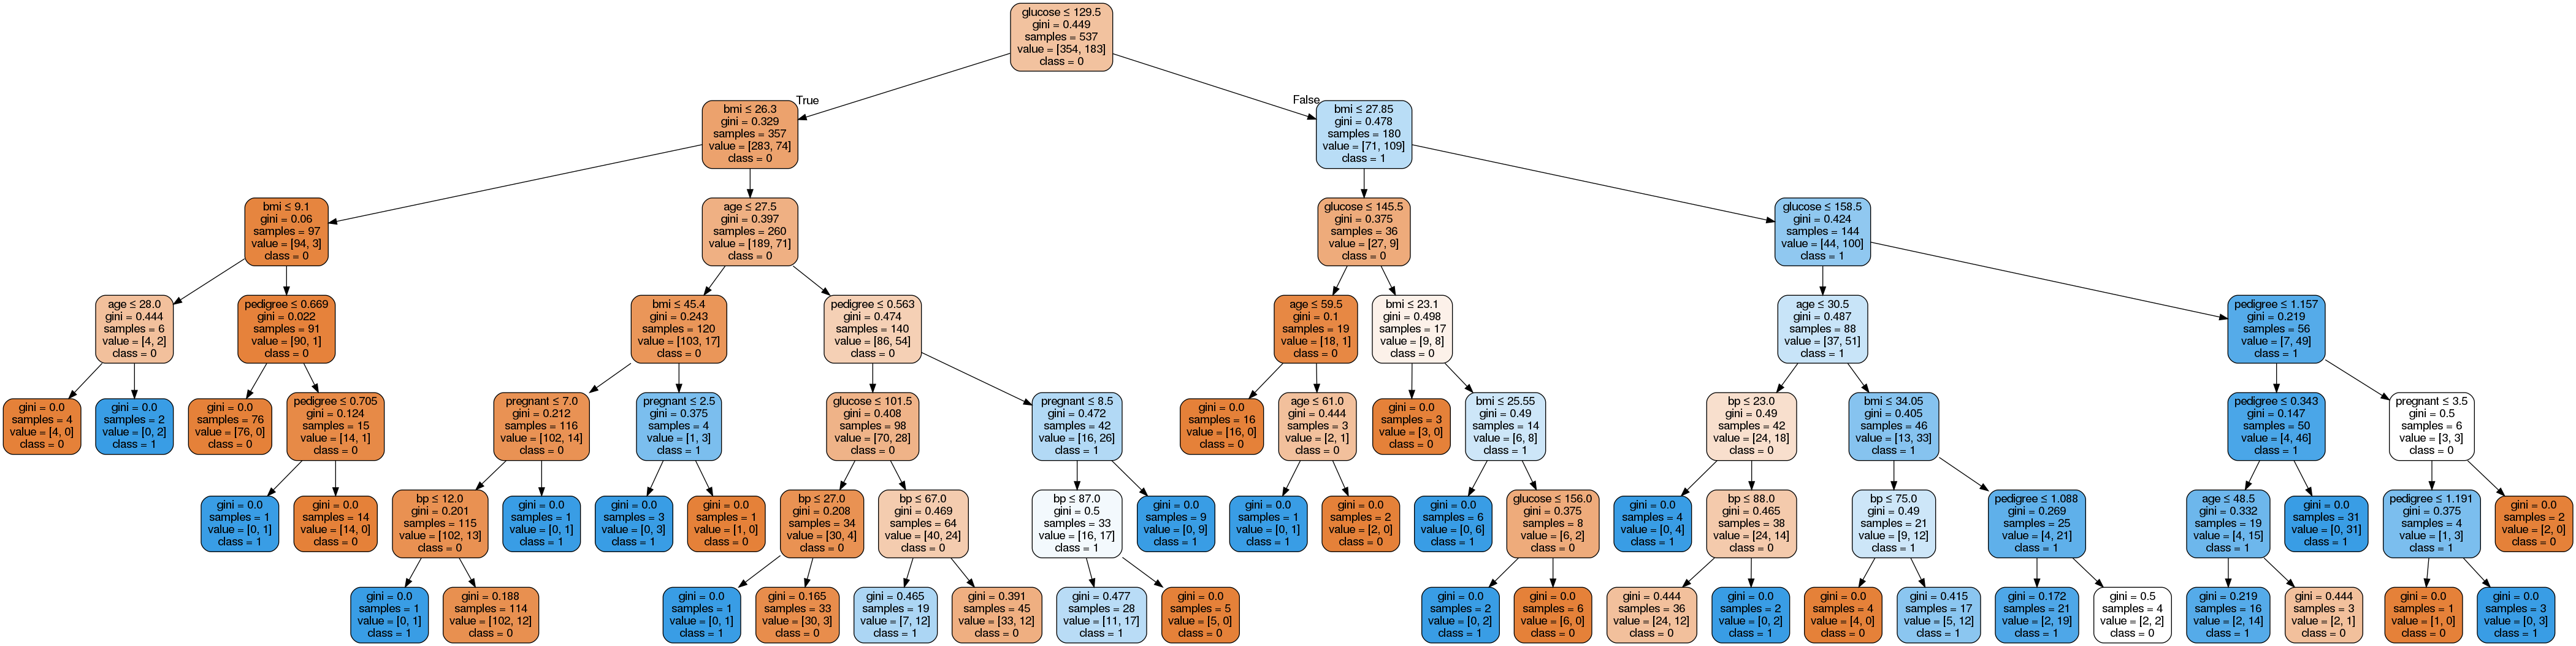 glucose ≤ 129.5
gini = 0.449
samples = 537
value = [354, 183]
class = 0
True
False
bmi ≤ 26.3
gini = 0.329
samples = 357
value = [283, 74]
class = 0
bmi ≤ 27.85
gini = 0.478
samples = 180
value = [71, 109]
class = 1
bmi ≤ 9.1
gini = 0.06
samples = 97
value = [94, 3]
class = 0
age ≤ 27.5
gini = 0.397
samples = 260
value = [189, 71]
class = 0
glucose ≤ 145.5
gini = 0.375
samples = 36
value = [27, 9]
class = 0
glucose ≤ 158.5
gini = 0.424
samples = 144
value = [44, 100]
class = 1
age ≤ 28.0
gini = 0.444
samples = 6
value = [4, 2]
class = 0
pedigree ≤ 0.669
gini = 0.022
samples = 91
value = [90, 1]
class = 0
bmi ≤ 45.4
gini = 0.243
samples = 120
value = [103, 17]
class = 0
pedigree ≤ 0.563
gini = 0.474
samples = 140
value = [86, 54]
class = 0
age ≤ 59.5
gini = 0.1
samples = 19
value = [18, 1]
class = 0
bmi ≤ 23.1
gini = 0.498
samples = 17
value = [9, 8]
class = 0
age ≤ 30.5
gini = 0.487
samples = 88
value = [37, 51]
class = 1
pedigree ≤ 1.157
gini = 0.219
samples = 56
value = [7, 49]
class = 1
gini = 0.0
samples = 4
value = [4, 0]
class = 0
gini = 0.0
samples = 2
value = [0, 2]
class = 1
gini = 0.0
samples = 76
value = [76, 0]
class = 0
pedigree ≤ 0.705
gini = 0.124
samples = 15
value = [14, 1]
class = 0
pregnant ≤ 7.0
gini = 0.212
samples = 116
value = [102, 14]
class = 0
pregnant ≤ 2.5
gini = 0.375
samples = 4
value = [1, 3]
class = 1
glucose ≤ 101.5
gini = 0.408
samples = 98
value = [70, 28]
class = 0
pregnant ≤ 8.5
gini = 0.472
samples = 42
value = [16, 26]
class = 1
gini = 0.0
samples = 16
value = [16, 0]
class = 0
age ≤ 61.0
gini = 0.444
samples = 3
value = [2, 1]
class = 0
gini = 0.0
samples = 3
value = [3, 0]
class = 0
bmi ≤ 25.55
gini = 0.49
samples = 14
value = [6, 8]
class = 1
bp ≤ 23.0
gini = 0.49
samples = 42
value = [24, 18]
class = 0
bmi ≤ 34.05
gini = 0.405
samples = 46
value = [13, 33]
class = 1
pedigree ≤ 0.343
gini = 0.147
samples = 50
value = [4, 46]
class = 1
pregnant ≤ 3.5
gini = 0.5
samples = 6
value = [3, 3]
class = 0
gini = 0.0
samples = 1
value = [0, 1]
class = 1
gini = 0.0
samples = 14
value = [14, 0]
class = 0
bp ≤ 12.0
gini = 0.201
samples = 115
value = [102, 13]
class = 0
gini = 0.0
samples = 1
value = [0, 1]
class = 1
gini = 0.0
samples = 3
value = [0, 3]
class = 1
gini = 0.0
samples = 1
value = [1, 0]
class = 0
bp ≤ 27.0
gini = 0.208
samples = 34
value = [30, 4]
class = 0
bp ≤ 67.0
gini = 0.469
samples = 64
value = [40, 24]
class = 0
bp ≤ 87.0
gini = 0.5
samples = 33
value = [16, 17]
class = 1
gini = 0.0
samples = 9
value = [0, 9]
class = 1
gini = 0.0
samples = 1
value = [0, 1]
class = 1
gini = 0.0
samples = 2
value = [2, 0]
class = 0
gini = 0.0
samples = 6
value = [0, 6]
class = 1
glucose ≤ 156.0
gini = 0.375
samples = 8
value = [6, 2]
class = 0
gini = 0.0
samples = 4
value = [0, 4]
class = 1
bp ≤ 88.0
gini = 0.465
samples = 38
value = [24, 14]
class = 0
bp ≤ 75.0
gini = 0.49
samples = 21
value = [9, 12]
class = 1
pedigree ≤ 1.088
gini = 0.269
samples = 25
value = [4, 21]
class = 1
age ≤ 48.5
gini = 0.332
samples = 19
value = [4, 15]
class = 1
gini = 0.0
samples = 31
value = [0, 31]
class = 1
pedigree ≤ 1.191
gini = 0.375
samples = 4
value = [1, 3]
class = 1
gini = 0.0
samples = 2
value = [2, 0]
class = 0
gini = 0.0
samples = 1
value = [0, 1]
class = 1
gini = 0.188
samples = 114
value = [102, 12]
class = 0
gini = 0.0
samples = 1
value = [0, 1]
class = 1
gini = 0.165
samples = 33
value = [30, 3]
class = 0
gini = 0.465
samples = 19
value = [7, 12]
class = 1
gini = 0.391
samples = 45
value = [33, 12]
class = 0
gini = 0.477
samples = 28
value = [11, 17]
class = 1
gini = 0.0
samples = 5
value = [5, 0]
class = 0
gini = 0.0
samples = 2
value = [0, 2]
class = 1
gini = 0.0
samples = 6
value = [6, 0]
class = 0
gini = 0.444
samples = 36
value = [24, 12]
class = 0
gini = 0.0
samples = 2
value = [0, 2]
class = 1
gini = 0.0
samples = 4
value = [4, 0]
class = 0
gini = 0.415
samples = 17
value = [5, 12]
class = 1
gini = 0.172
samples = 21
value = [2, 19]
class = 1
gini = 0.5
samples = 4
value = [2, 2]
class = 0
gini = 0.219
samples = 16
value = [2, 14]
class = 1
gini = 0.444
samples = 3
value = [2, 1]
class = 0
gini = 0.0
samples = 1
value = [1, 0]
class = 0
gini = 0.0
samples = 3
value = [0, 3]
class = 1